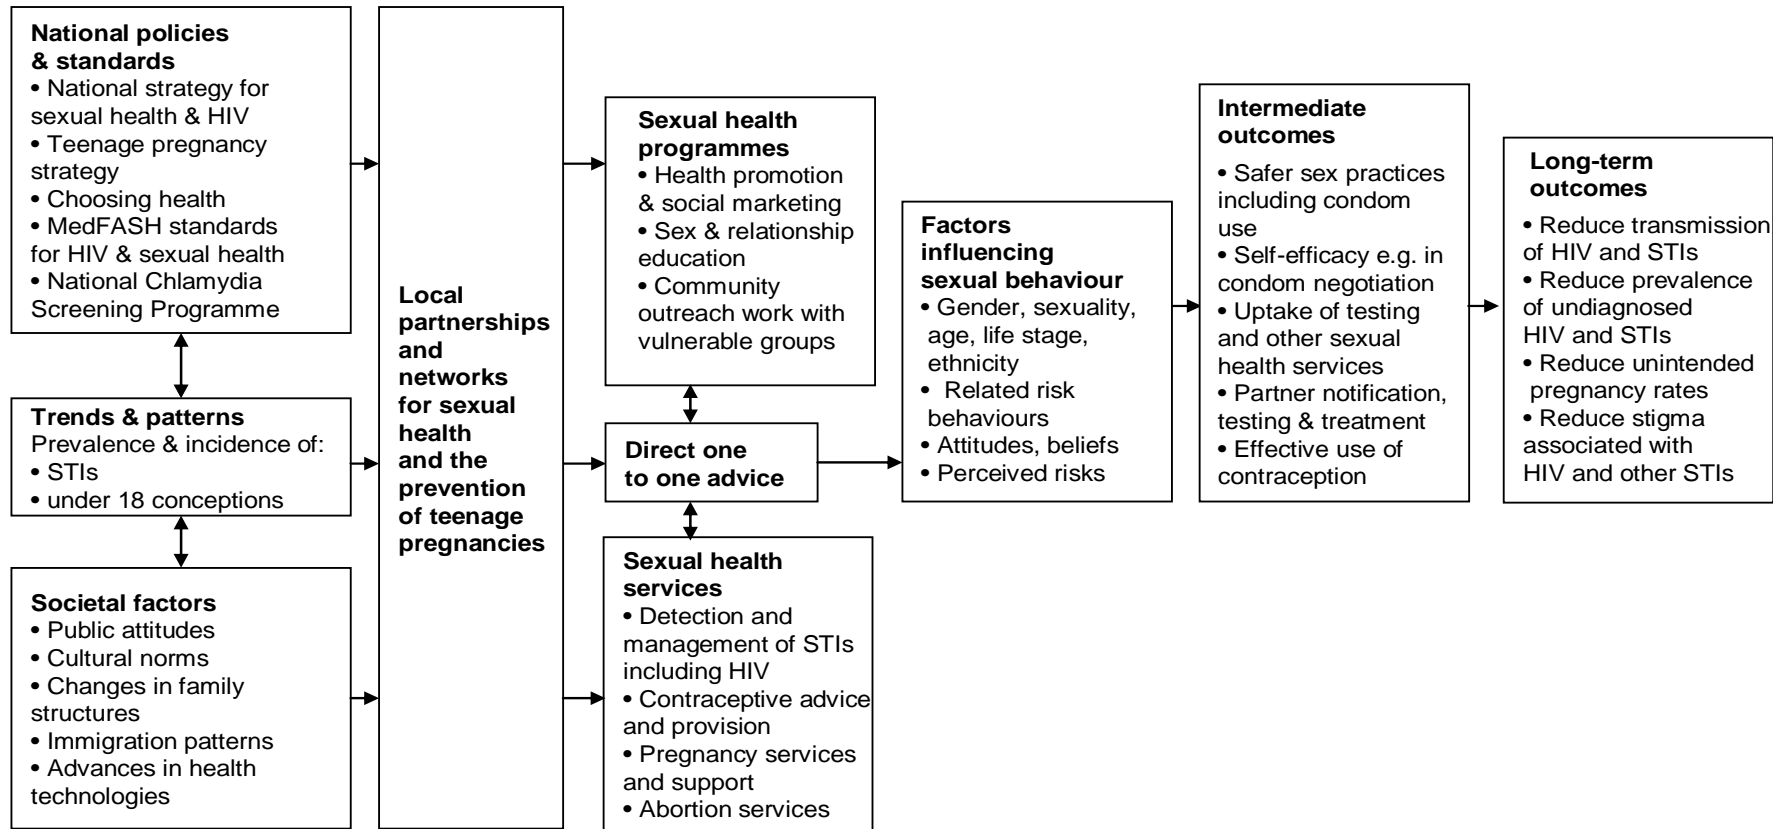 National policies
& standards
• National strategy for
sexual health & HIV
• Teenage pregnancy
strategy
• Choosing health
• MedFASH standards
for HIV & sexual health
• National Chlamydia
Screening Programme
Trends & patterns
Prevalence & incidence of:
• STIs
• under 18 conceptions
Societal factors
• Public attitudes
• Cultural norms
• Changes in family
structures
• Immigration patterns
• Advances in health
technologies
Local
partnerships
and
networks
for sexual
health
and the
prevention
of teenage
pregnancies
Sexual health
programmes
• Health promotion
& social marketing
• Sex & relationship
education
• Community
outreach work with
vulnerable groups
Direct one
to one advice
Sexual health
services
• Detection and
management of STIs
including HIV
• Contraceptive advice
and provision
• Pregnancy services
and support
• Abortion services
Factors
influencing
sexual behaviour
• Gender, sexuality,
age, life stage,
ethnicity
• Related risk
behaviours
• Attitudes, beliefs
• Perceived risks
Intermediate
outcomes
• Safer sex practices
including condom
use
• Self-efficacy e.g. in
condom negotiation
• Uptake of testing
and other sexual
health services
• Partner notification,
testing & treatment
• Effective use of
contraception
Long-term
outcomes
• Reduce transmission
of HIV and STIs
• Reduce prevalence
of undiagnosed
HIV and STIs
• Reduce unintended
pregnancy rates
• Reduce stigma
associated with
HIV and other STIs